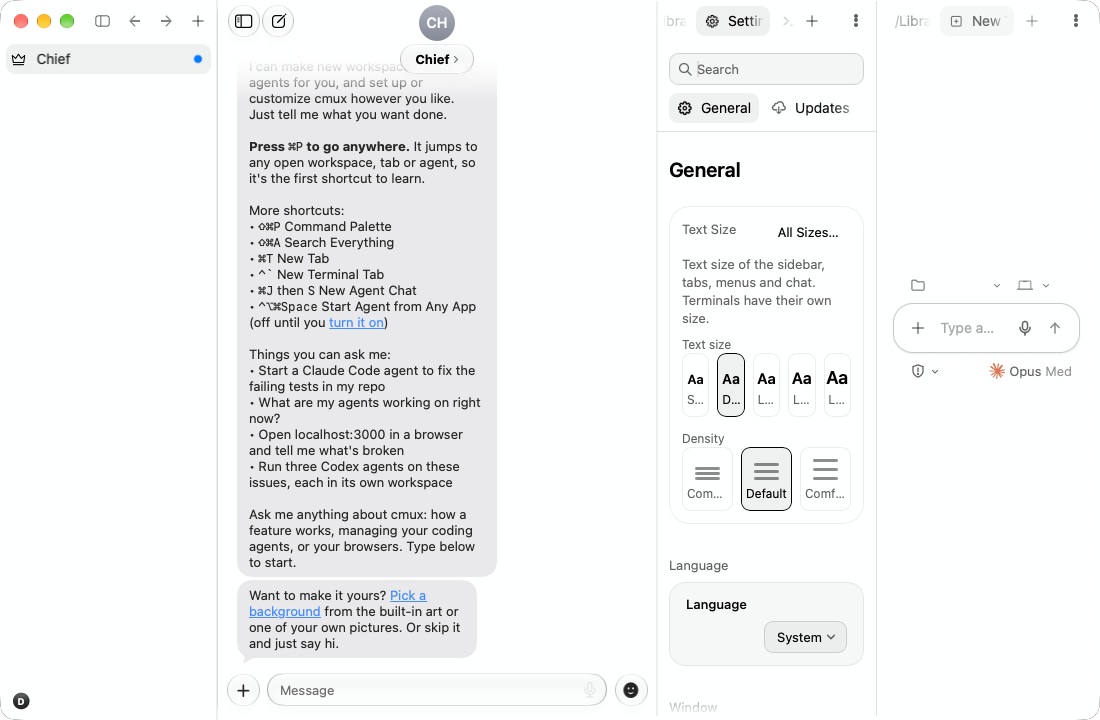 Chief
CH
Chief ›
I can make new workspac
agents for you, and set up or
customize cmux however you like.
Just tell me what you want done.
Press ⌘P to go anywhere. It jumps to
any open workspace, tab or agent, so
it's the first shortcut to learn.
More shortcuts:
• ⇧⌘P Command Palette
• ⇧⌘A Search Everything
• ⌘T New Tab
• ^` New Terminal Tab
• ⌘J then S New Agent Chat
• ^⌥⌘Space Start Agent from Any App
(off until you turn it on)
Things you can ask me:
• Start a Claude Code agent to fix the
failing tests in my repo
• What are my agents working on right
now?
• Open localhost:3000 in a browser
and tell me what's broken
• Run three Codex agents on these
issues, each in its own workspace
Ask me anything about cmux: how a
feature works, managing your coding
agents, or your browsers. Type below
to start.
Want to make it yours? Pick a
background from the built-in art or
one of your own pictures. Or skip it
and just say hi.
Message
D
ibra
Settin
Search
General
Updates
General
Text Size
All Sizes...
Text size of the sidebar,
tabs, menus and chat.
Terminals have their own
size.
Text size
Aa Aa Aa Aa Aa
S... D... L... L... L...
Density
Com... Default Comf...
Language
Language
System
Window
/Libra
New
Type a...
Opus Med